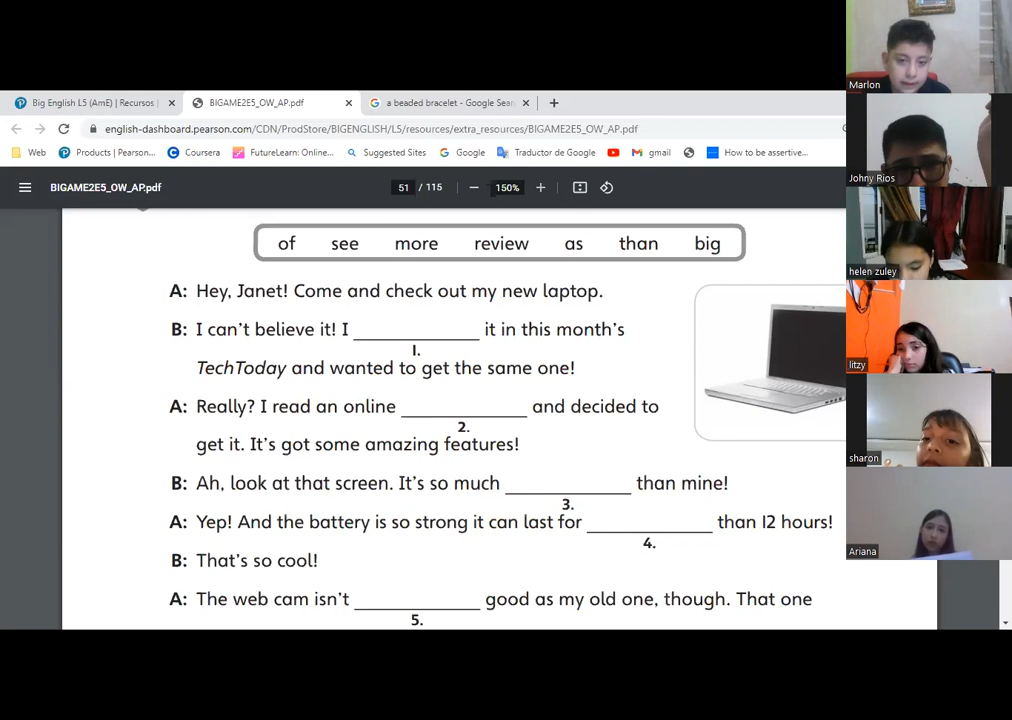 Marlon
Big English L5 (AmE) | Recursos |
BIGAME2E5_OW_AP.pdf
a beaded bracelet - Google Sear
english-dashboard.pearson.com/CDN/ProdStore/BIGENGLISH/L5/resources/extra_resources/BIGAME2E5_OW_AP.pdf
Web Products | Pearson... Coursera FutureLearn: Online... Suggested Sites Google Traductor de Google YouTube gmail How to be assertive...
BIGAME2E5_OW_AP.pdf 51 / 115 — 150% +
Johny Rios
of see more review as than big
helen zuley
A: Hey, Janet! Come and check out my new laptop.
B: I can't believe it! I ____________ it in this month's
1.
TechToday and wanted to get the same one!
litzy
A: Really? I read an online ____________ and decided to
2.
get it. It's got some amazing features!
sharon
B: Ah, look at that screen. It's so much ____________ than mine!
3.
A: Yep! And the battery is so strong it can last for ____________ than 12 hours!
4.
Ariana
B: That's so cool!
A: The web cam isn't ____________ good as my old one, though. That one
5.